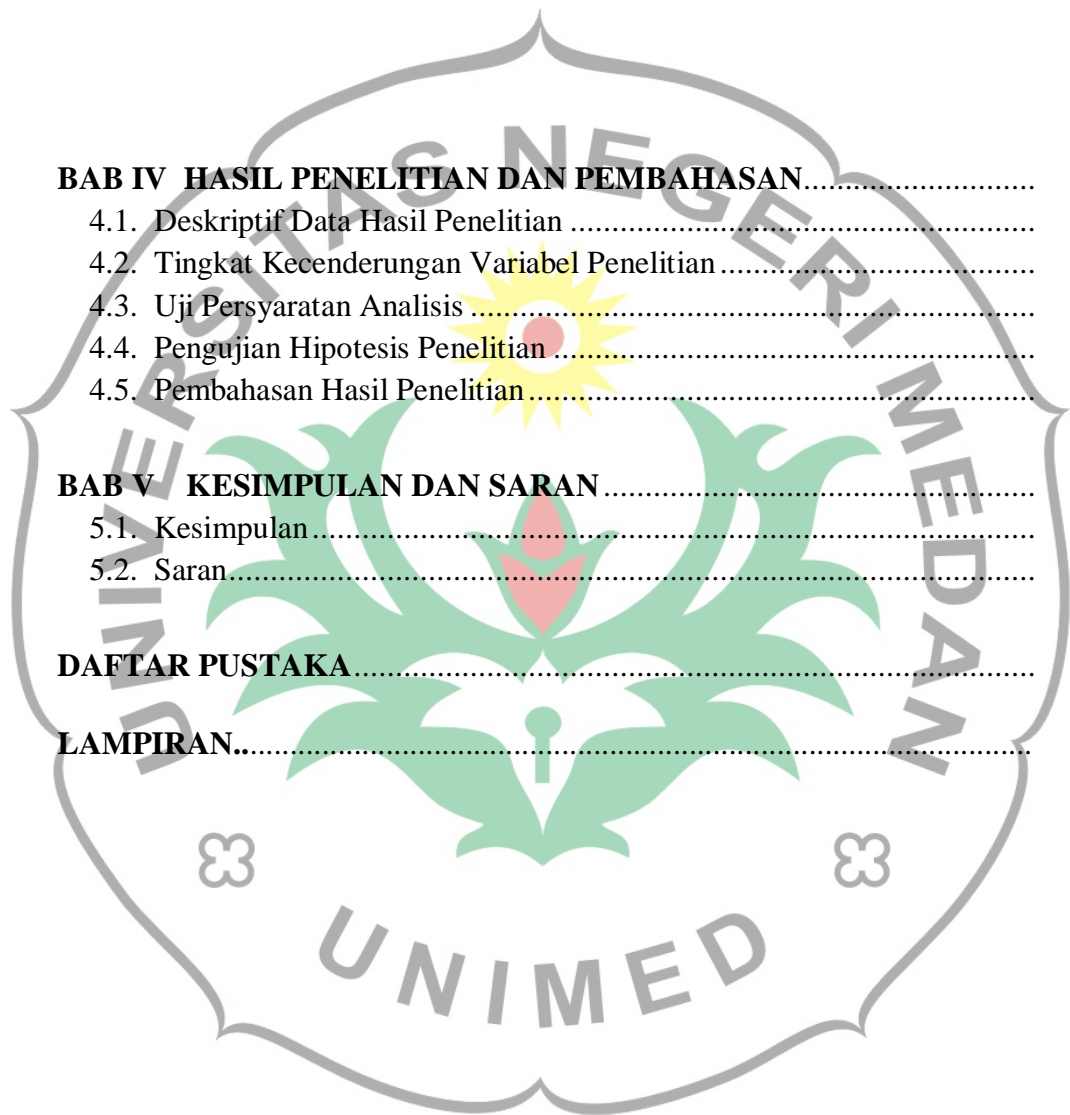 BAB IV HASIL PENELITIAN DAN PEMBAHASAN..............................
4.1. Deskriptif Data Hasil Penelitian ..............................
4.2. Tingkat Kecenderungan Variabel Penelitian ..............................
4.3. Uji Persyaratan Analisis ..............................
4.4. Pengujian Hipotesis Penelitian ..............................
4.5. Pembahasan Hasil Penelitian ..............................
BAB V KESIMPULAN DAN SARAN ..............................
5.1. Kesimpulan ..............................
5.2. Saran..............................
DAFTAR PUSTAKA..............................
LAMPIRAN................................
UNIVERSITAS NEGERI MEDAN
UNIMED